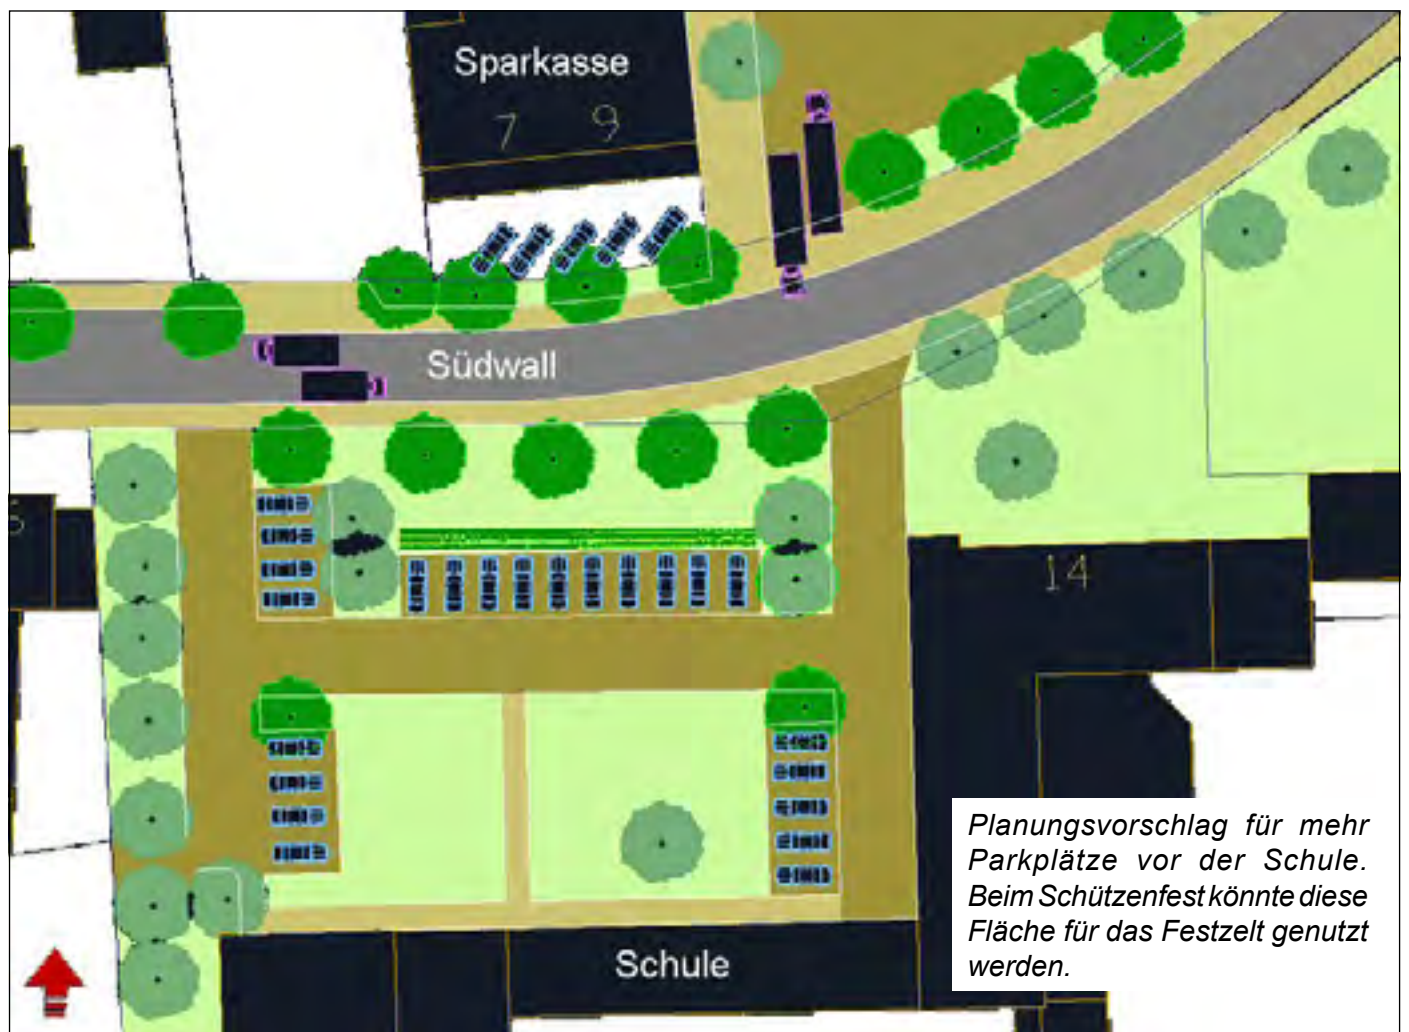 Sparkasse
7 9
Südwall
14
Planungsvorschlag für mehr
Parkplätze vor der Schule.
Beim Schützenfest könnte diese
Fläche für das Festzelt genutzt
werden.
Schule